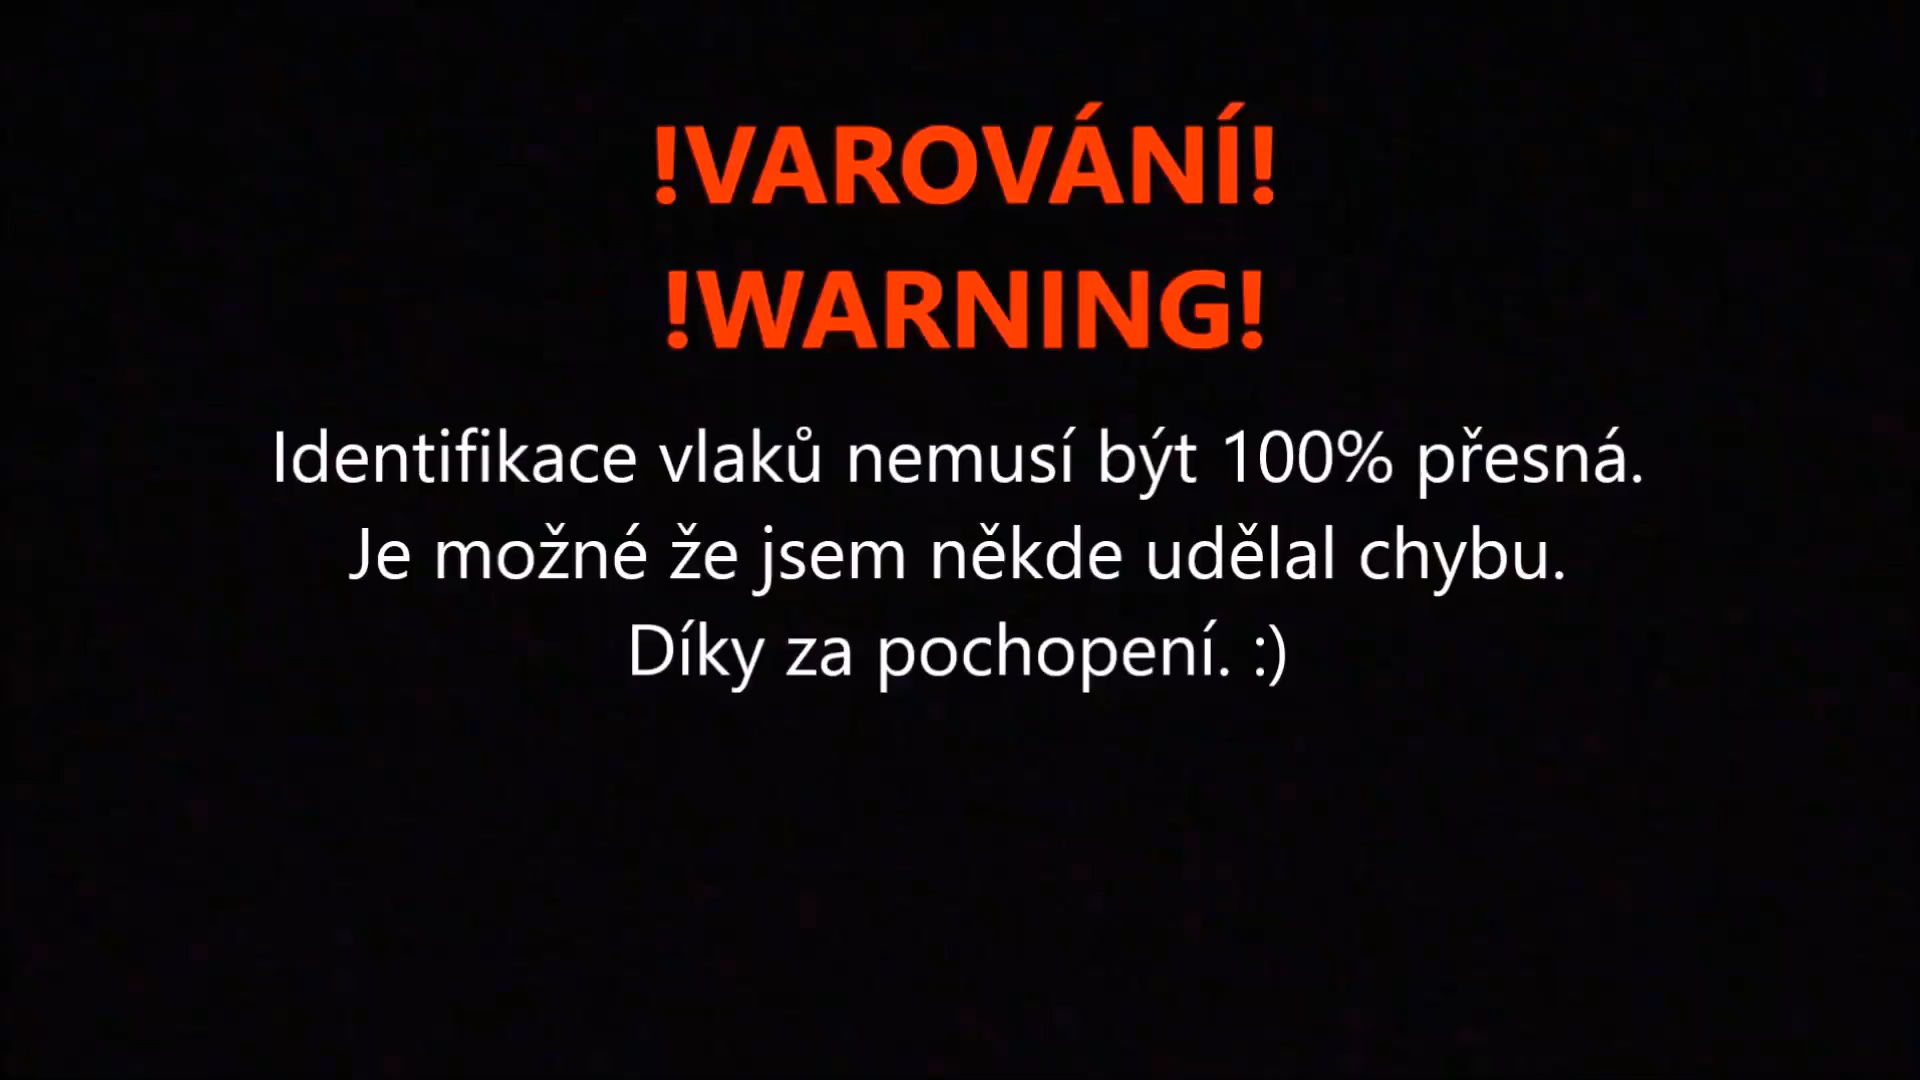 !VAROVÁNÍ!
!WARNING!
Identifikace vlaků nemusí být 100% přesná.
Je možné že jsem někde udělal chybu.
Díky za pochopení. :)